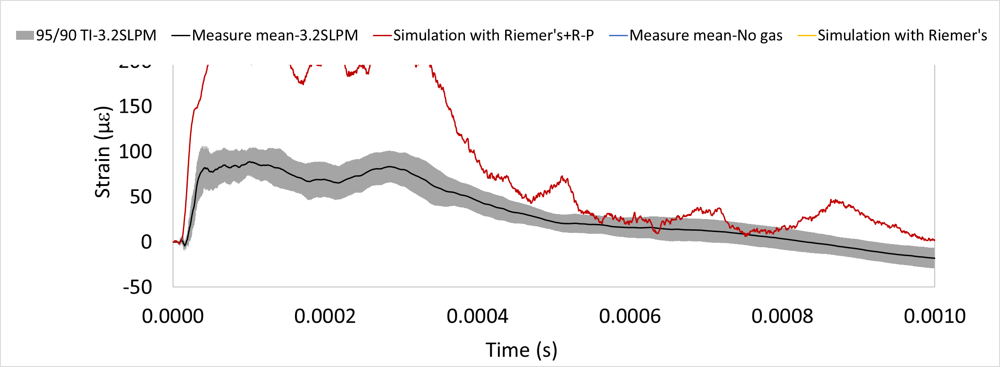 95/90 TI-3.2SLPM Measure mean-3.2SLPM Simulation with Riemer's+R-P Measure mean-No gas Simulation with Riemer's
200
150
100
50
0
-50
Strain (με)
0.0000 0.0002 0.0004 0.0006 0.0008 0.0010
Time (s)